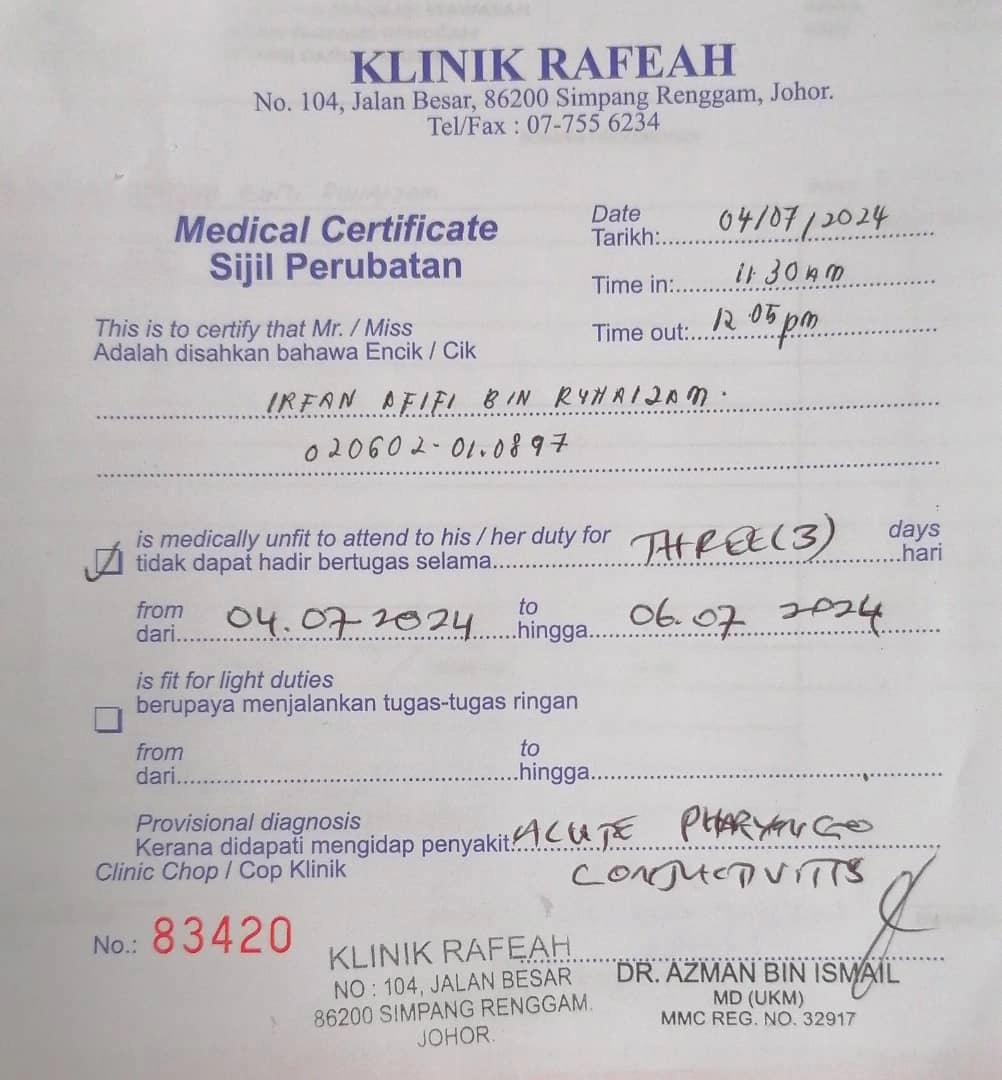 KLINIK RAFEAH
No. 104, Jalan Besar, 86200 Simpang Renggam, Johor.
Tel/Fax : 07-755 6234
Medical Certificate
Sijil Perubatan
Date
Tarikh:..... 04/07/2024
Time in:..... 11.30 AM
Time out:..... 12.05 pm
This is to certify that Mr. / Miss
Adalah disahkan bahawa Encik / Cik
IRFAN AFIFI BIN RUHAIZAM.
020602-01.0897
is medically unfit to attend to his / her duty for THREE (3) days
tidak dapat hadir bertugas selama..... hari
from 04.07.2024 to 06.07 2024
dari..... hingga.....
is fit for light duties
berupaya menjalankan tugas-tugas ringan
from to
dari..... hingga.....
Provisional diagnosis
Kerana didapati mengidap penyakit: ACUTE PHARYNGO
Clinic Chop / Cop Klinik CONJUCTIVITIS
No.: 83420
KLINIK RAFEAH
NO : 104, JALAN BESAR
86200 SIMPANG RENGGAM.
JOHOR.
DR. AZMAN BIN ISMAIL
MD (UKM)
MMC REG. NO. 32917